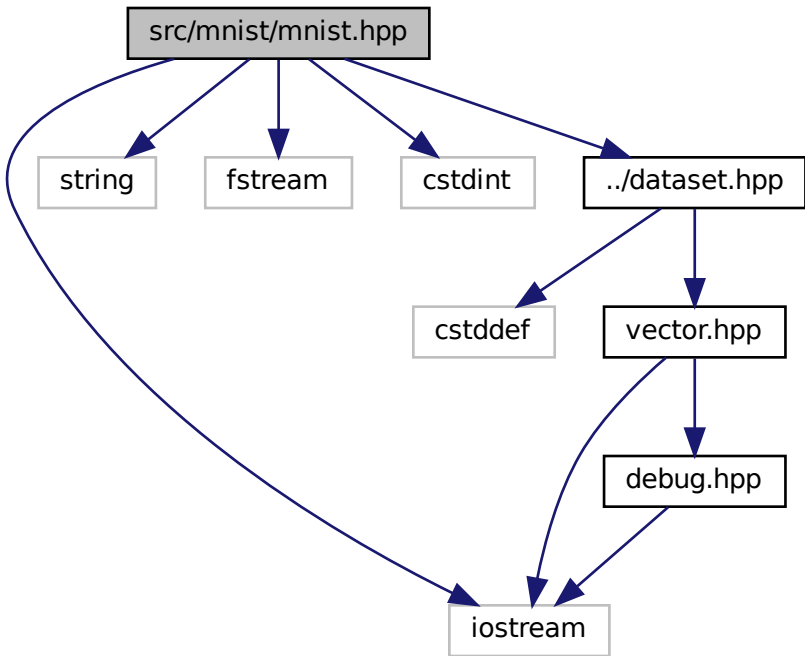 src/mnist/mnist.hpp
string
fstream
cstdint
../dataset.hpp
cstddef
vector.hpp
debug.hpp
iostream